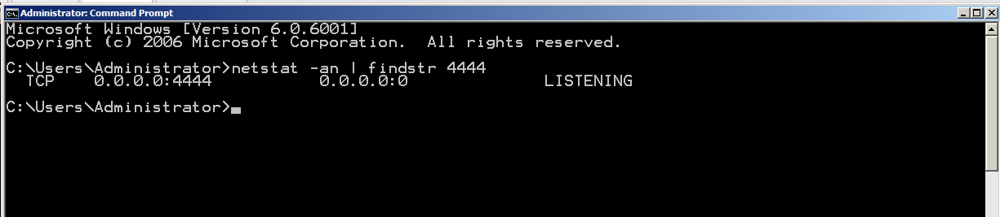 Administrator: Command Prompt
Microsoft Windows [Version 6.0.6001]
Copyright (c) 2006 Microsoft Corporation.  All rights reserved.
C:\Users\Administrator>netstat -an | findstr 4444
  TCP    0.0.0.0:4444           0.0.0.0:0              LISTENING
C:\Users\Administrator>